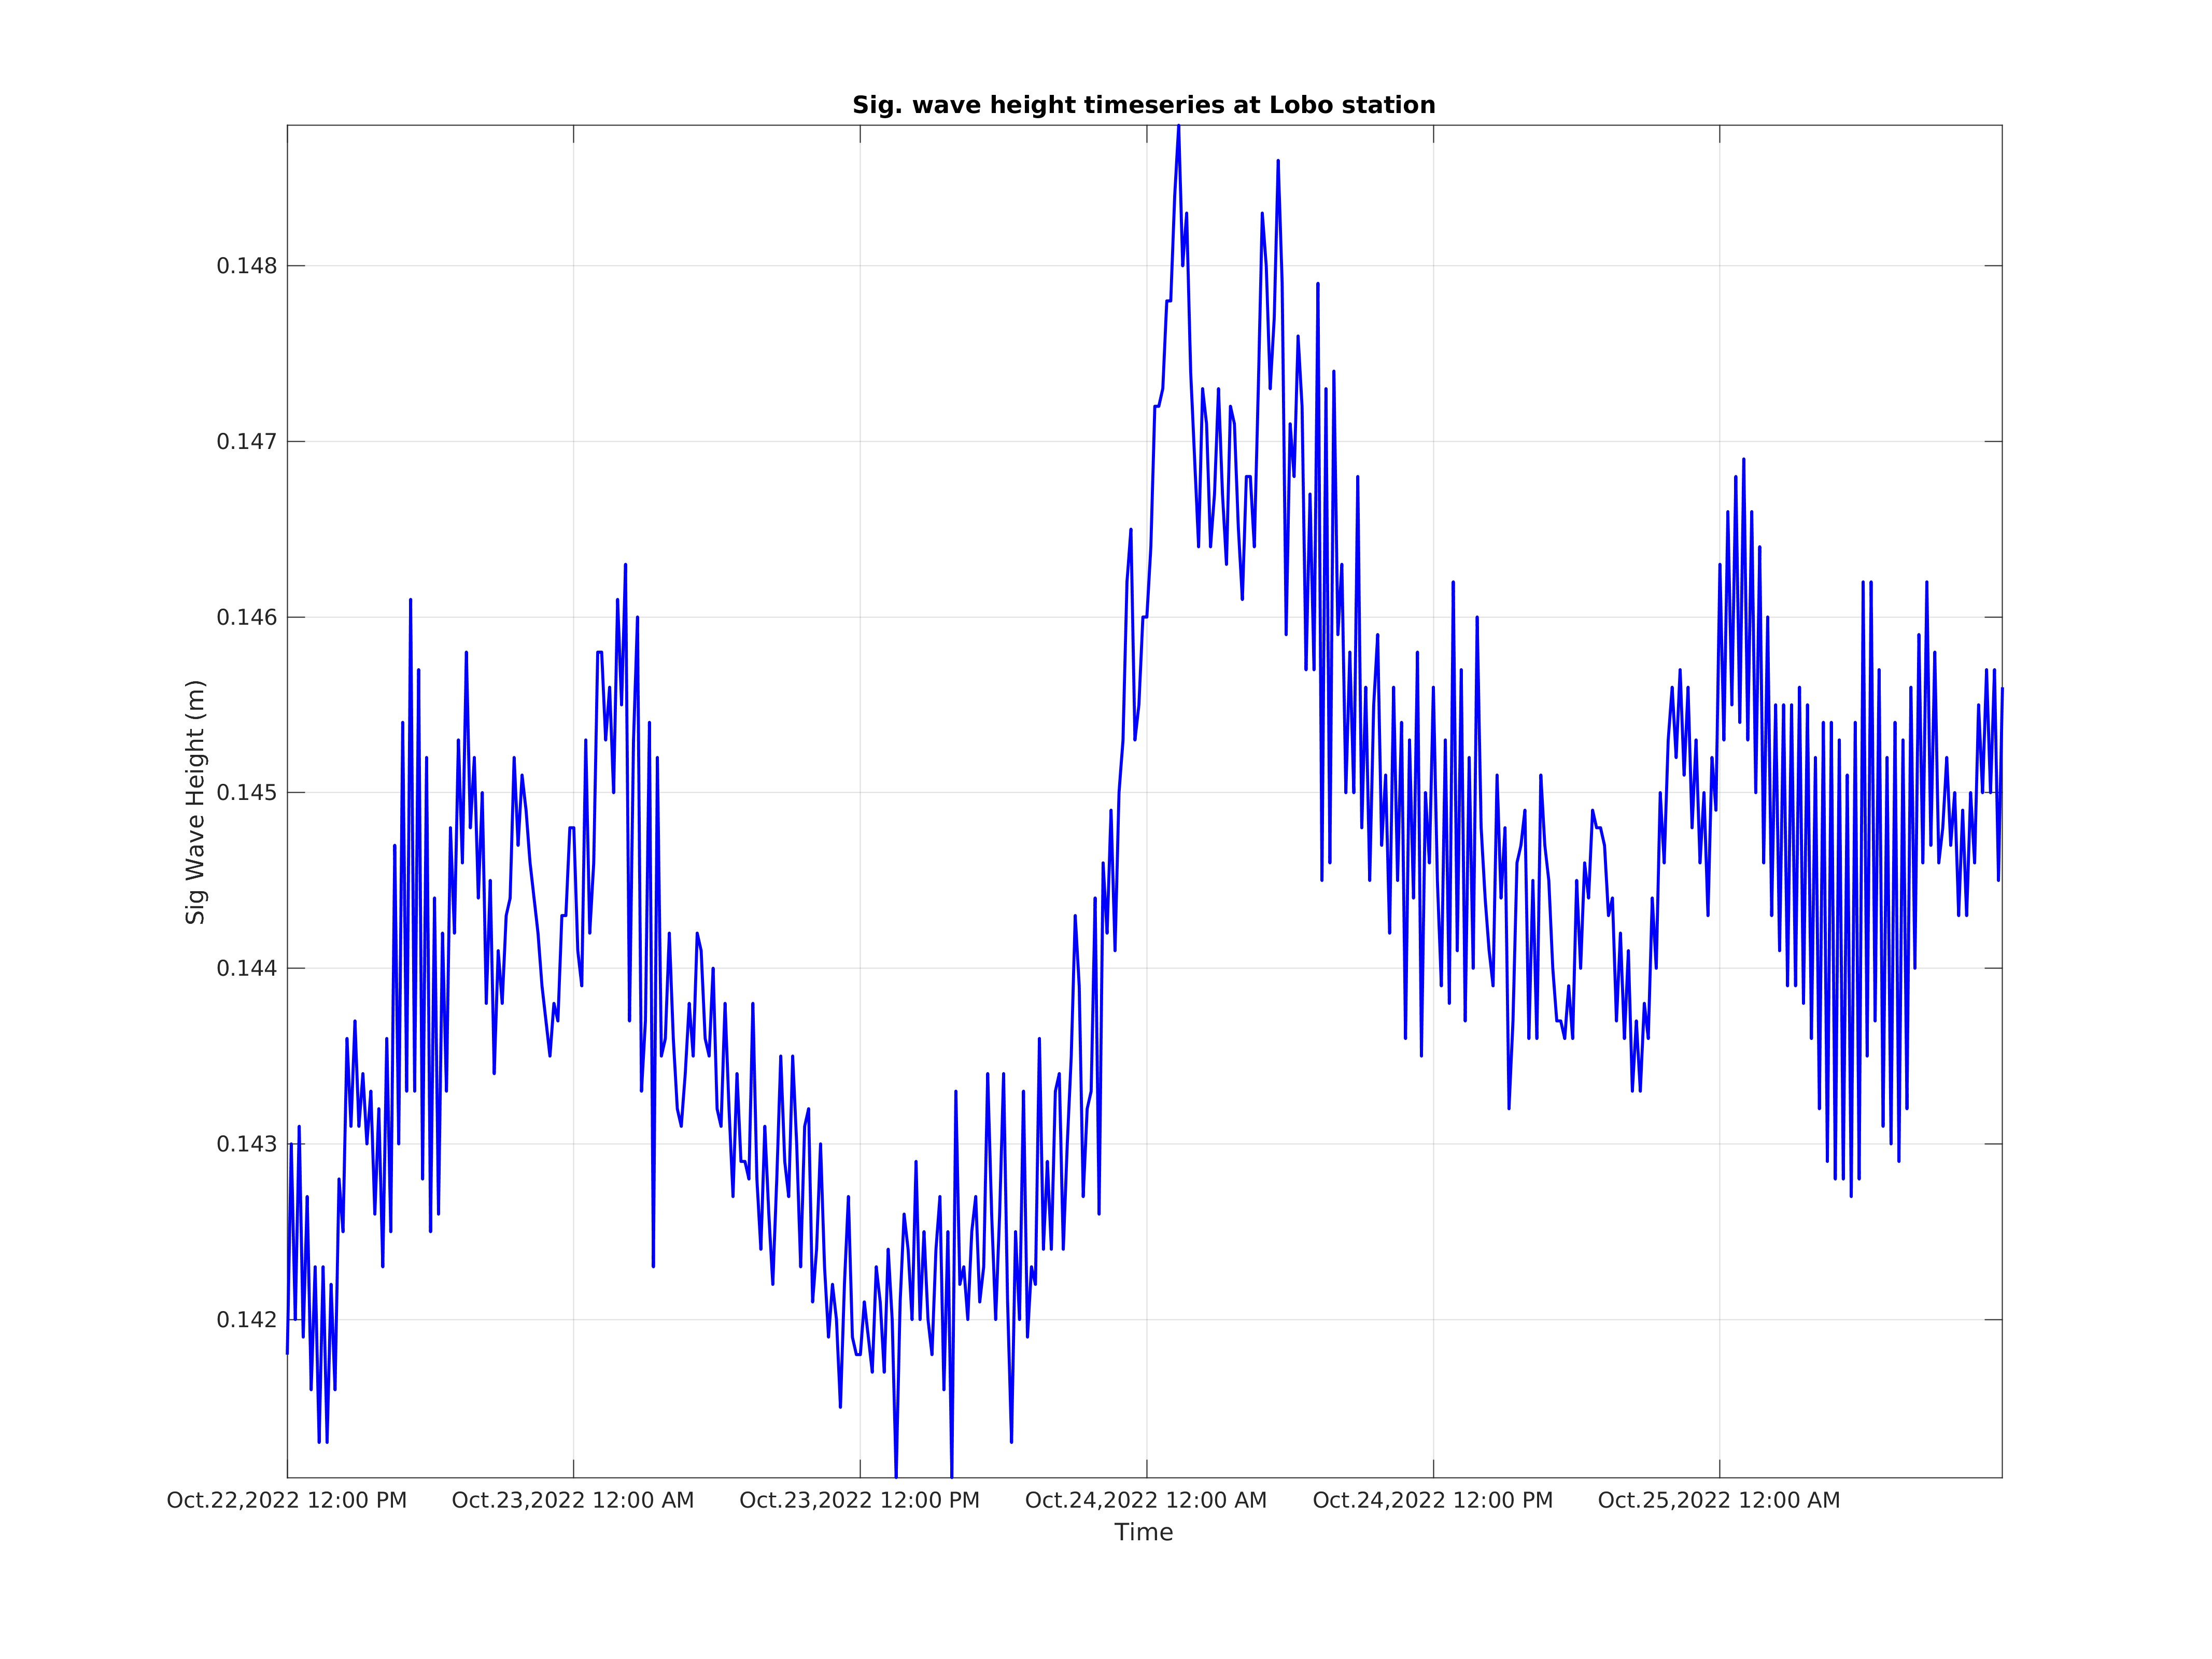 Sig. wave height timeseries at Lobo station
0.148
0.147
0.146
0.145
0.144
0.143
0.142
Sig Wave Height (m)
Oct.22,2022 12:00 PM Oct.23,2022 12:00 AM Oct.23,2022 12:00 PM Oct.24,2022 12:00 AM Oct.24,2022 12:00 PM Oct.25,2022 12:00 AM
Time